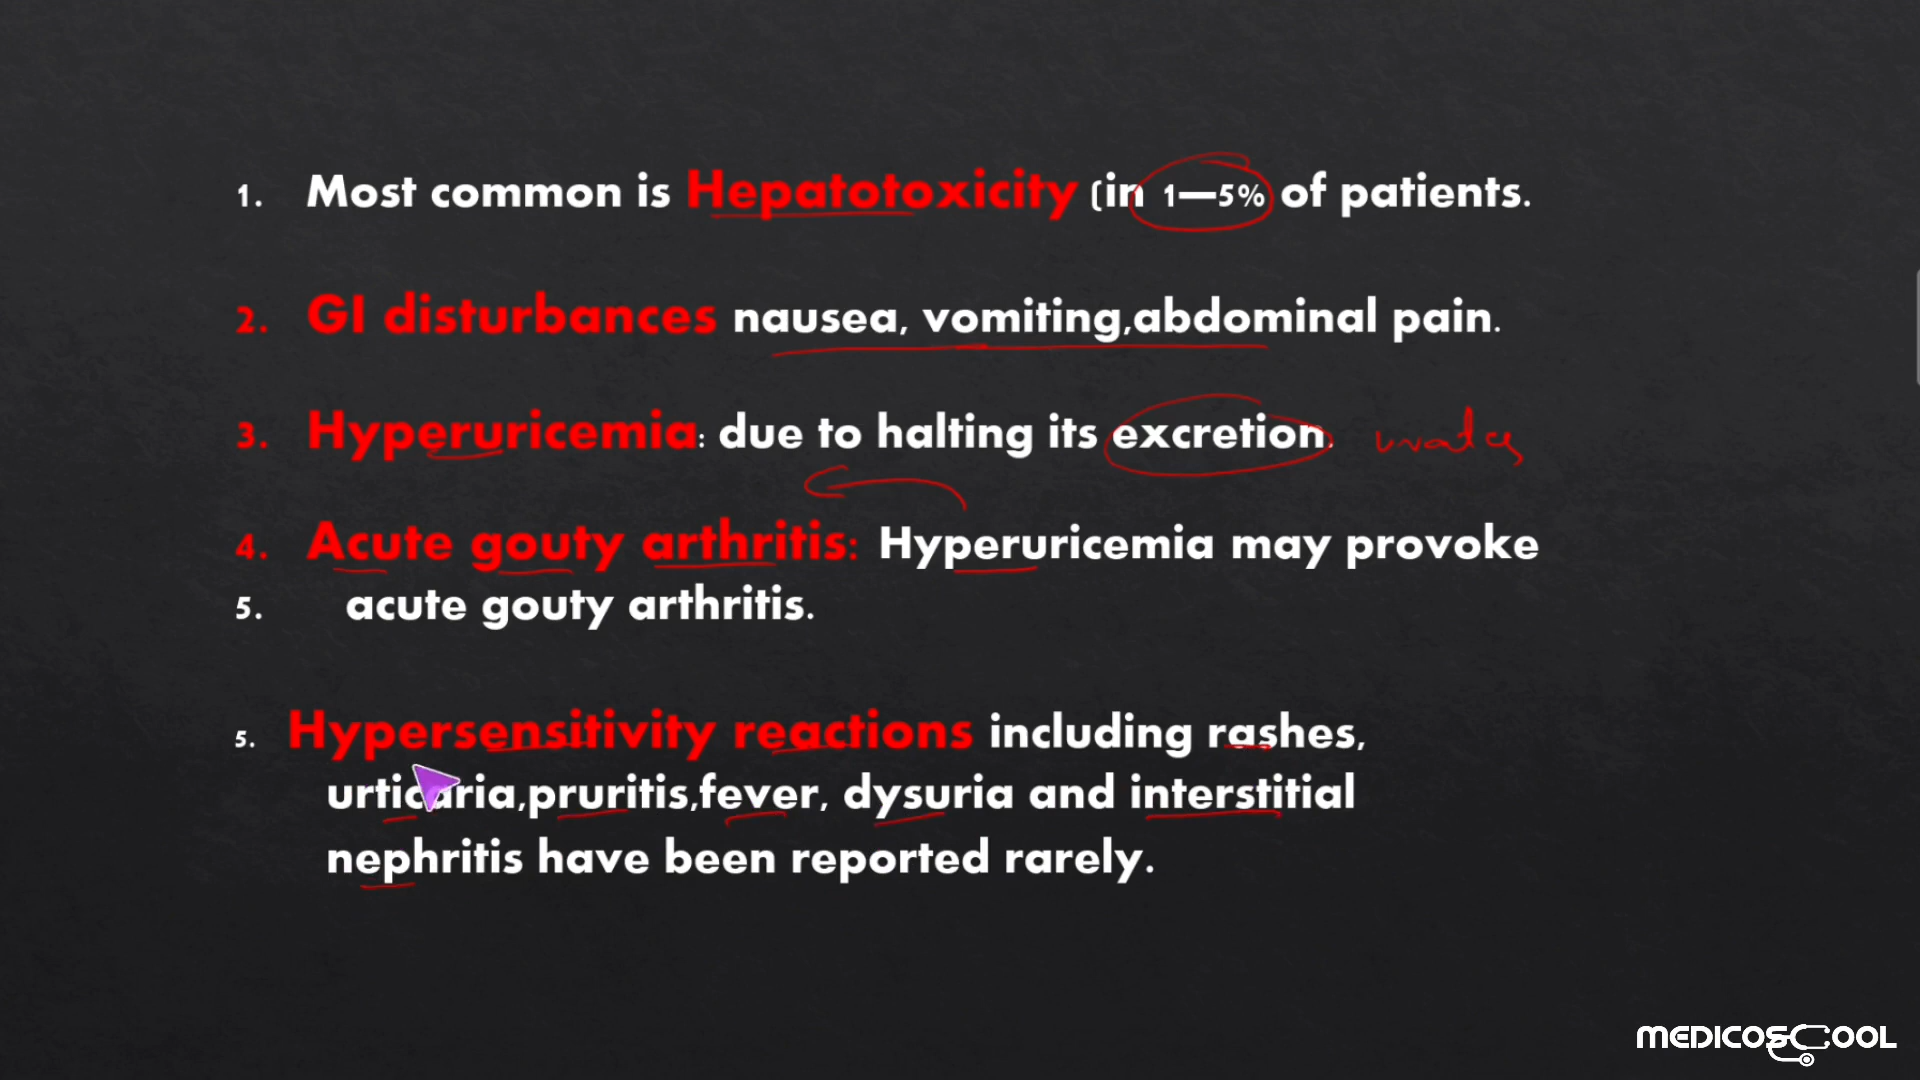 1. Most common is Hepatotoxicity (in 1—5% of patients.
2. GI disturbances nausea, vomiting,abdominal pain.
3. Hyperuricemia: due to halting its excretion. urates
4. Acute gouty arthritis: Hyperuricemia may provoke
5. acute gouty arthritis.
5. Hypersensitivity reactions including rashes,
urticaria,pruritis,fever, dysuria and interstitial
nephritis have been reported rarely.
MEDICOSCOOL